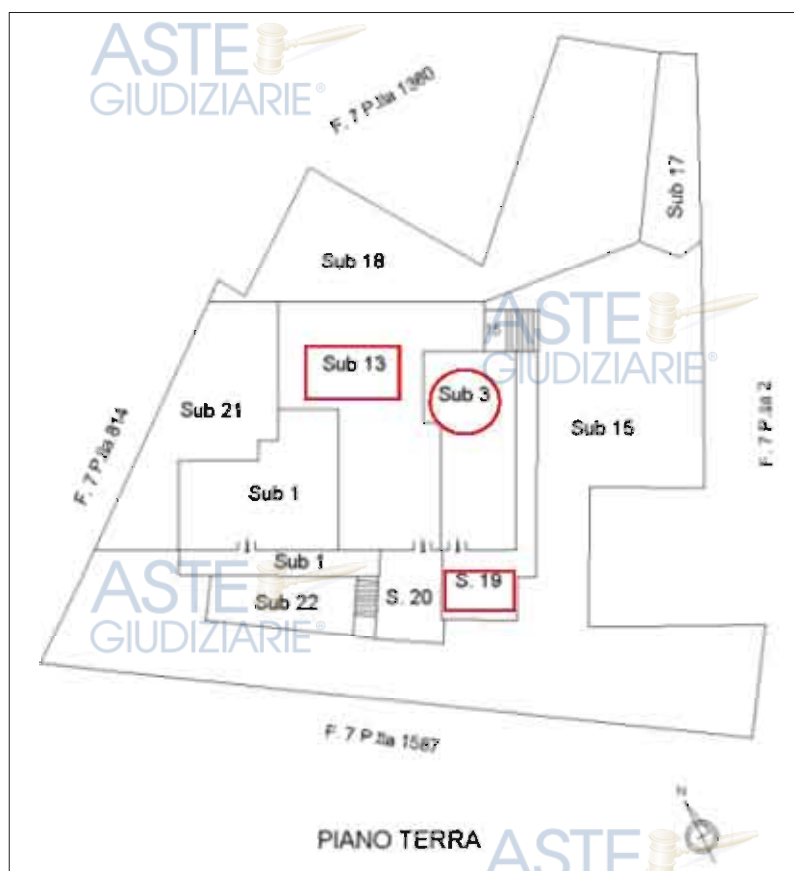 ASTE
GIUDIZIARIE®
F. 7 P.lla 1360
Sub 17
Sub 18
ASTE
GIUDIZIARIE®
15
Sub 13
Sub 3
Sub 21
Sub 15
F. 7 P.lla 814
F. 7 P.lla 2
Sub 1
Sub 1
ASTE
GIUDIZIARIE®
S. 19
Sub 22
S. 20
F. 7 P.lla 1587
N
PIANO TERRA
ASTE